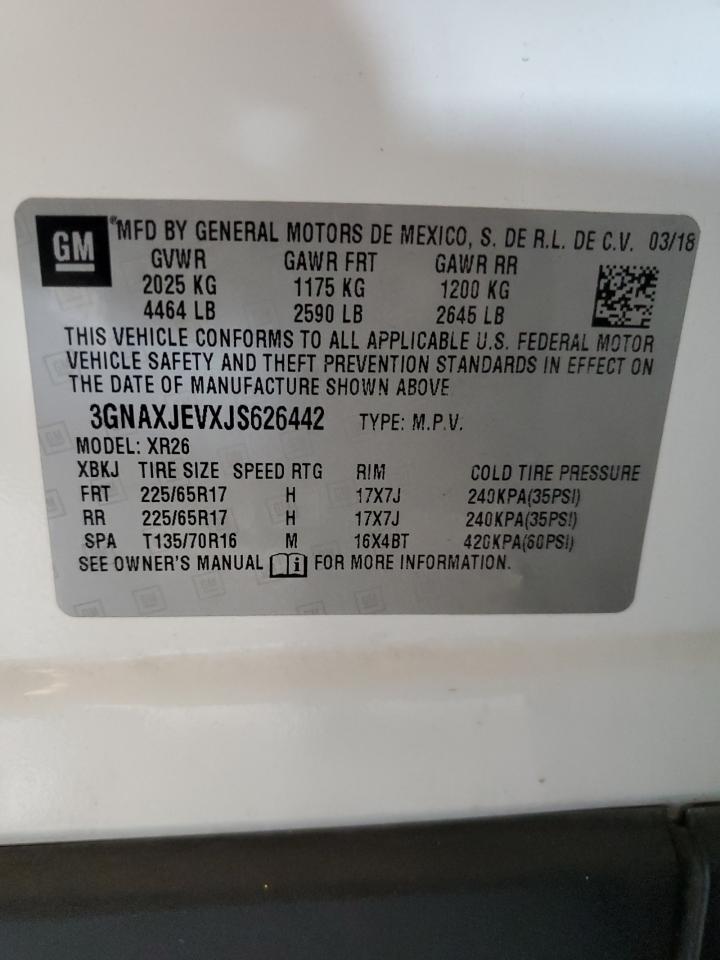 GM ®MFD BY GENERAL MOTORS DE MEXICO, S. DE R.L. DE C.V. 03/18
GVWR GAWR FRT GAWR RR
2025 KG 1175 KG 1200 KG
4464 LB 2590 LB 2645 LB
THIS VEHICLE CONFORMS TO ALL APPLICABLE U.S. FEDERAL MOTOR
VEHICLE SAFETY AND THEFT PREVENTION STANDARDS IN EFFECT ON
THE DATE OF MANUFACTURE SHOWN ABOVE
3GNAXJEVXJS626442 TYPE: M.P.V.
MODEL: XR26
XBKJ TIRE SIZE SPEED RTG RIM COLD TIRE PRESSURE
FRT 225/65R17 H 17X7J 240KPA(35PSI)
RR 225/65R17 H 17X7J 240KPA(35PSI)
SPA T135/70R16 M 16X4BT 420KPA(60PSI)
SEE OWNER'S MANUAL FOR MORE INFORMATION.